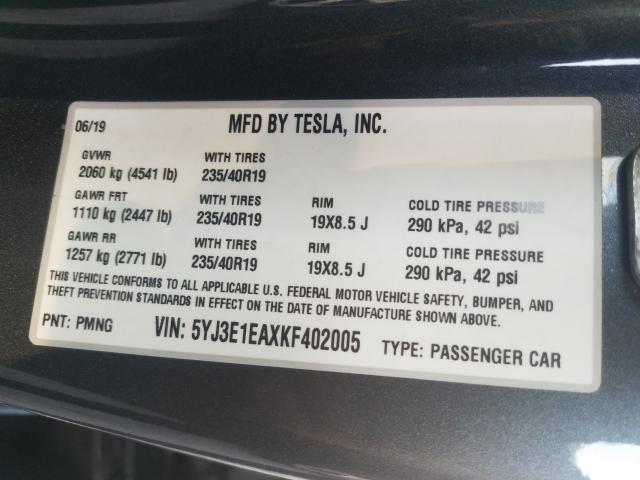 06/19 MFD BY TESLA, INC.
GVWR WITH TIRES
2060 kg (4541 lb) 235/40R19
GAWR FRT WITH TIRES RIM COLD TIRE PRESSURE
1110 kg (2447 lb) 235/40R19 19X8.5 J 290 kPa, 42 psi
GAWR RR WITH TIRES RIM COLD TIRE PRESSURE
1257 kg (2771 lb) 235/40R19 19X8.5 J 290 kPa, 42 psi
THIS VEHICLE CONFORMS TO ALL APPLICABLE U.S. FEDERAL MOTOR VEHICLE SAFETY, BUMPER, AND
THEFT PREVENTION STANDARDS IN EFFECT ON THE DATE OF MANUFACTURE SHOWN ABOVE.
PNT: PMNG VIN: 5YJ3E1EAXKF402005 TYPE: PASSENGER CAR